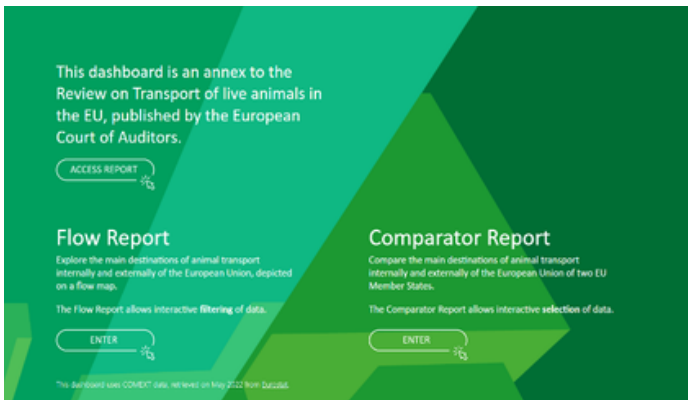 This dashboard is an annex to the
Review on Transport of live animals in
the EU, published by the European
Court of Auditors.
ACCESS REPORT
Flow Report
Explore the main destinations of animal transport
internally and externally of the European Union, depicted
on a flow map.
The Flow Report allows interactive filtering of data.
ENTER
Comparator Report
Compare the main destinations of animal transport
internally and externally of the European Union of two EU
Member States.
The Comparator Report allows interactive selection of data.
ENTER
This dashboard uses COMEXT data, retrieved on May 2022 from Eurostat.